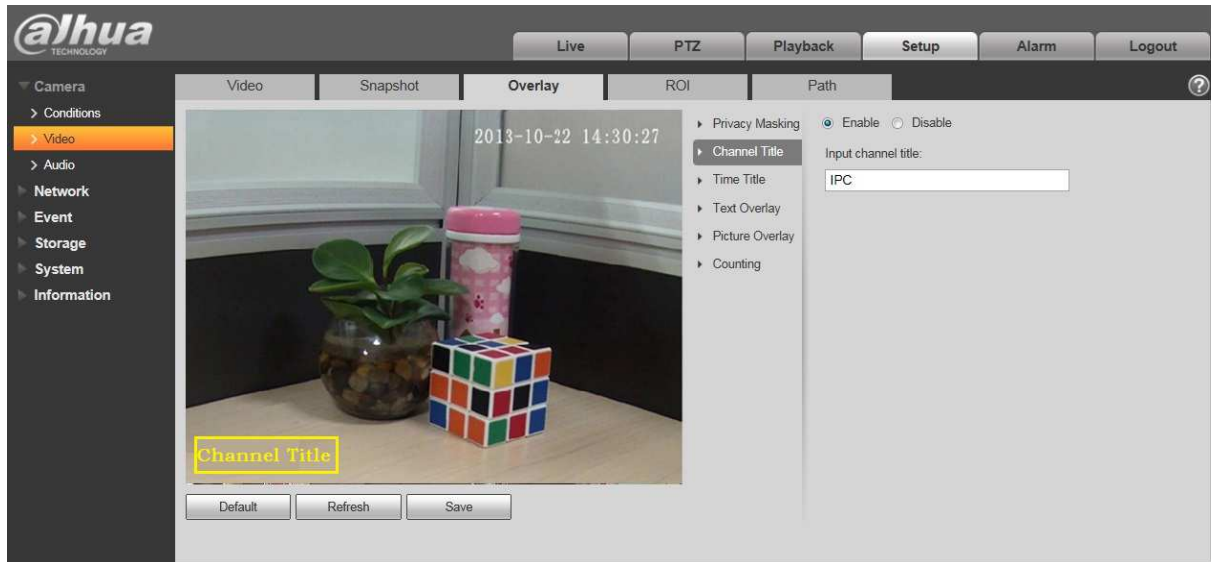 alhua
TECHNOLOGY
Live PTZ Playback Setup Alarm Logout
Camera
Conditions
Video
Audio
Network
Event
Storage
System
Information
Video Snapshot Overlay ROI Path
?
2013-10-22 14:30:27
Channel Title
Default Refresh Save
Privacy Masking
Channel Title
Time Title
Text Overlay
Picture Overlay
Counting
Enable Disable
Input channel title:
IPC